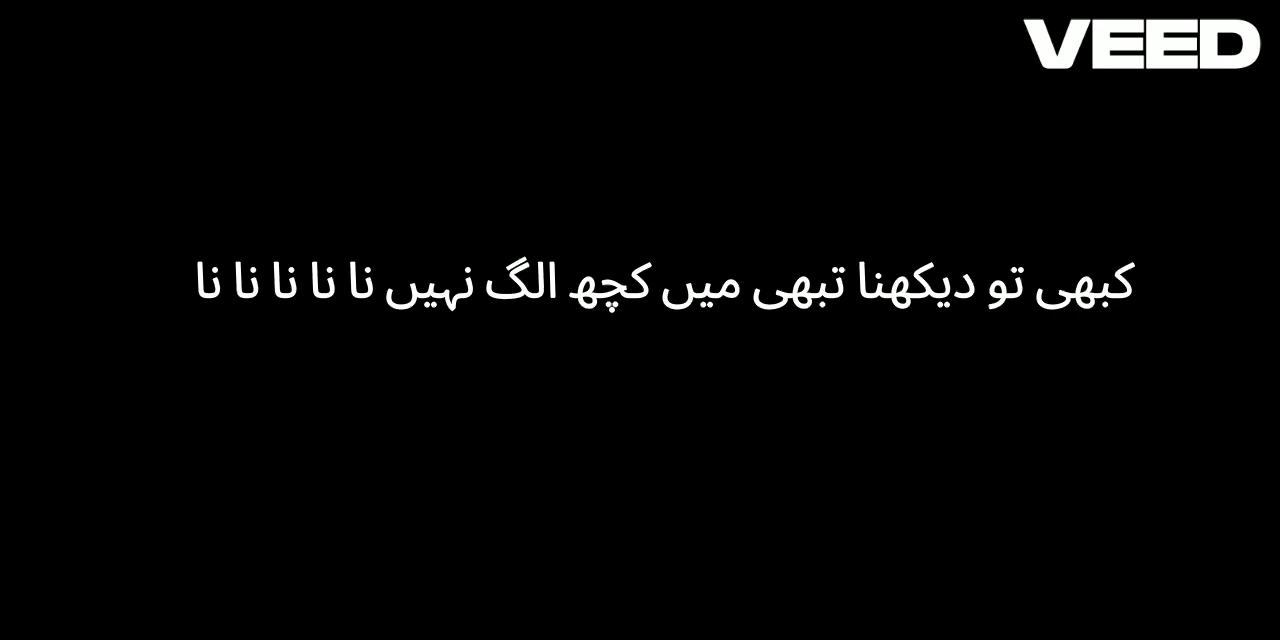 VEED
کبھی تو دیکھنا تبھی میں کچھ الگ نہیں نا نا نا نا نا